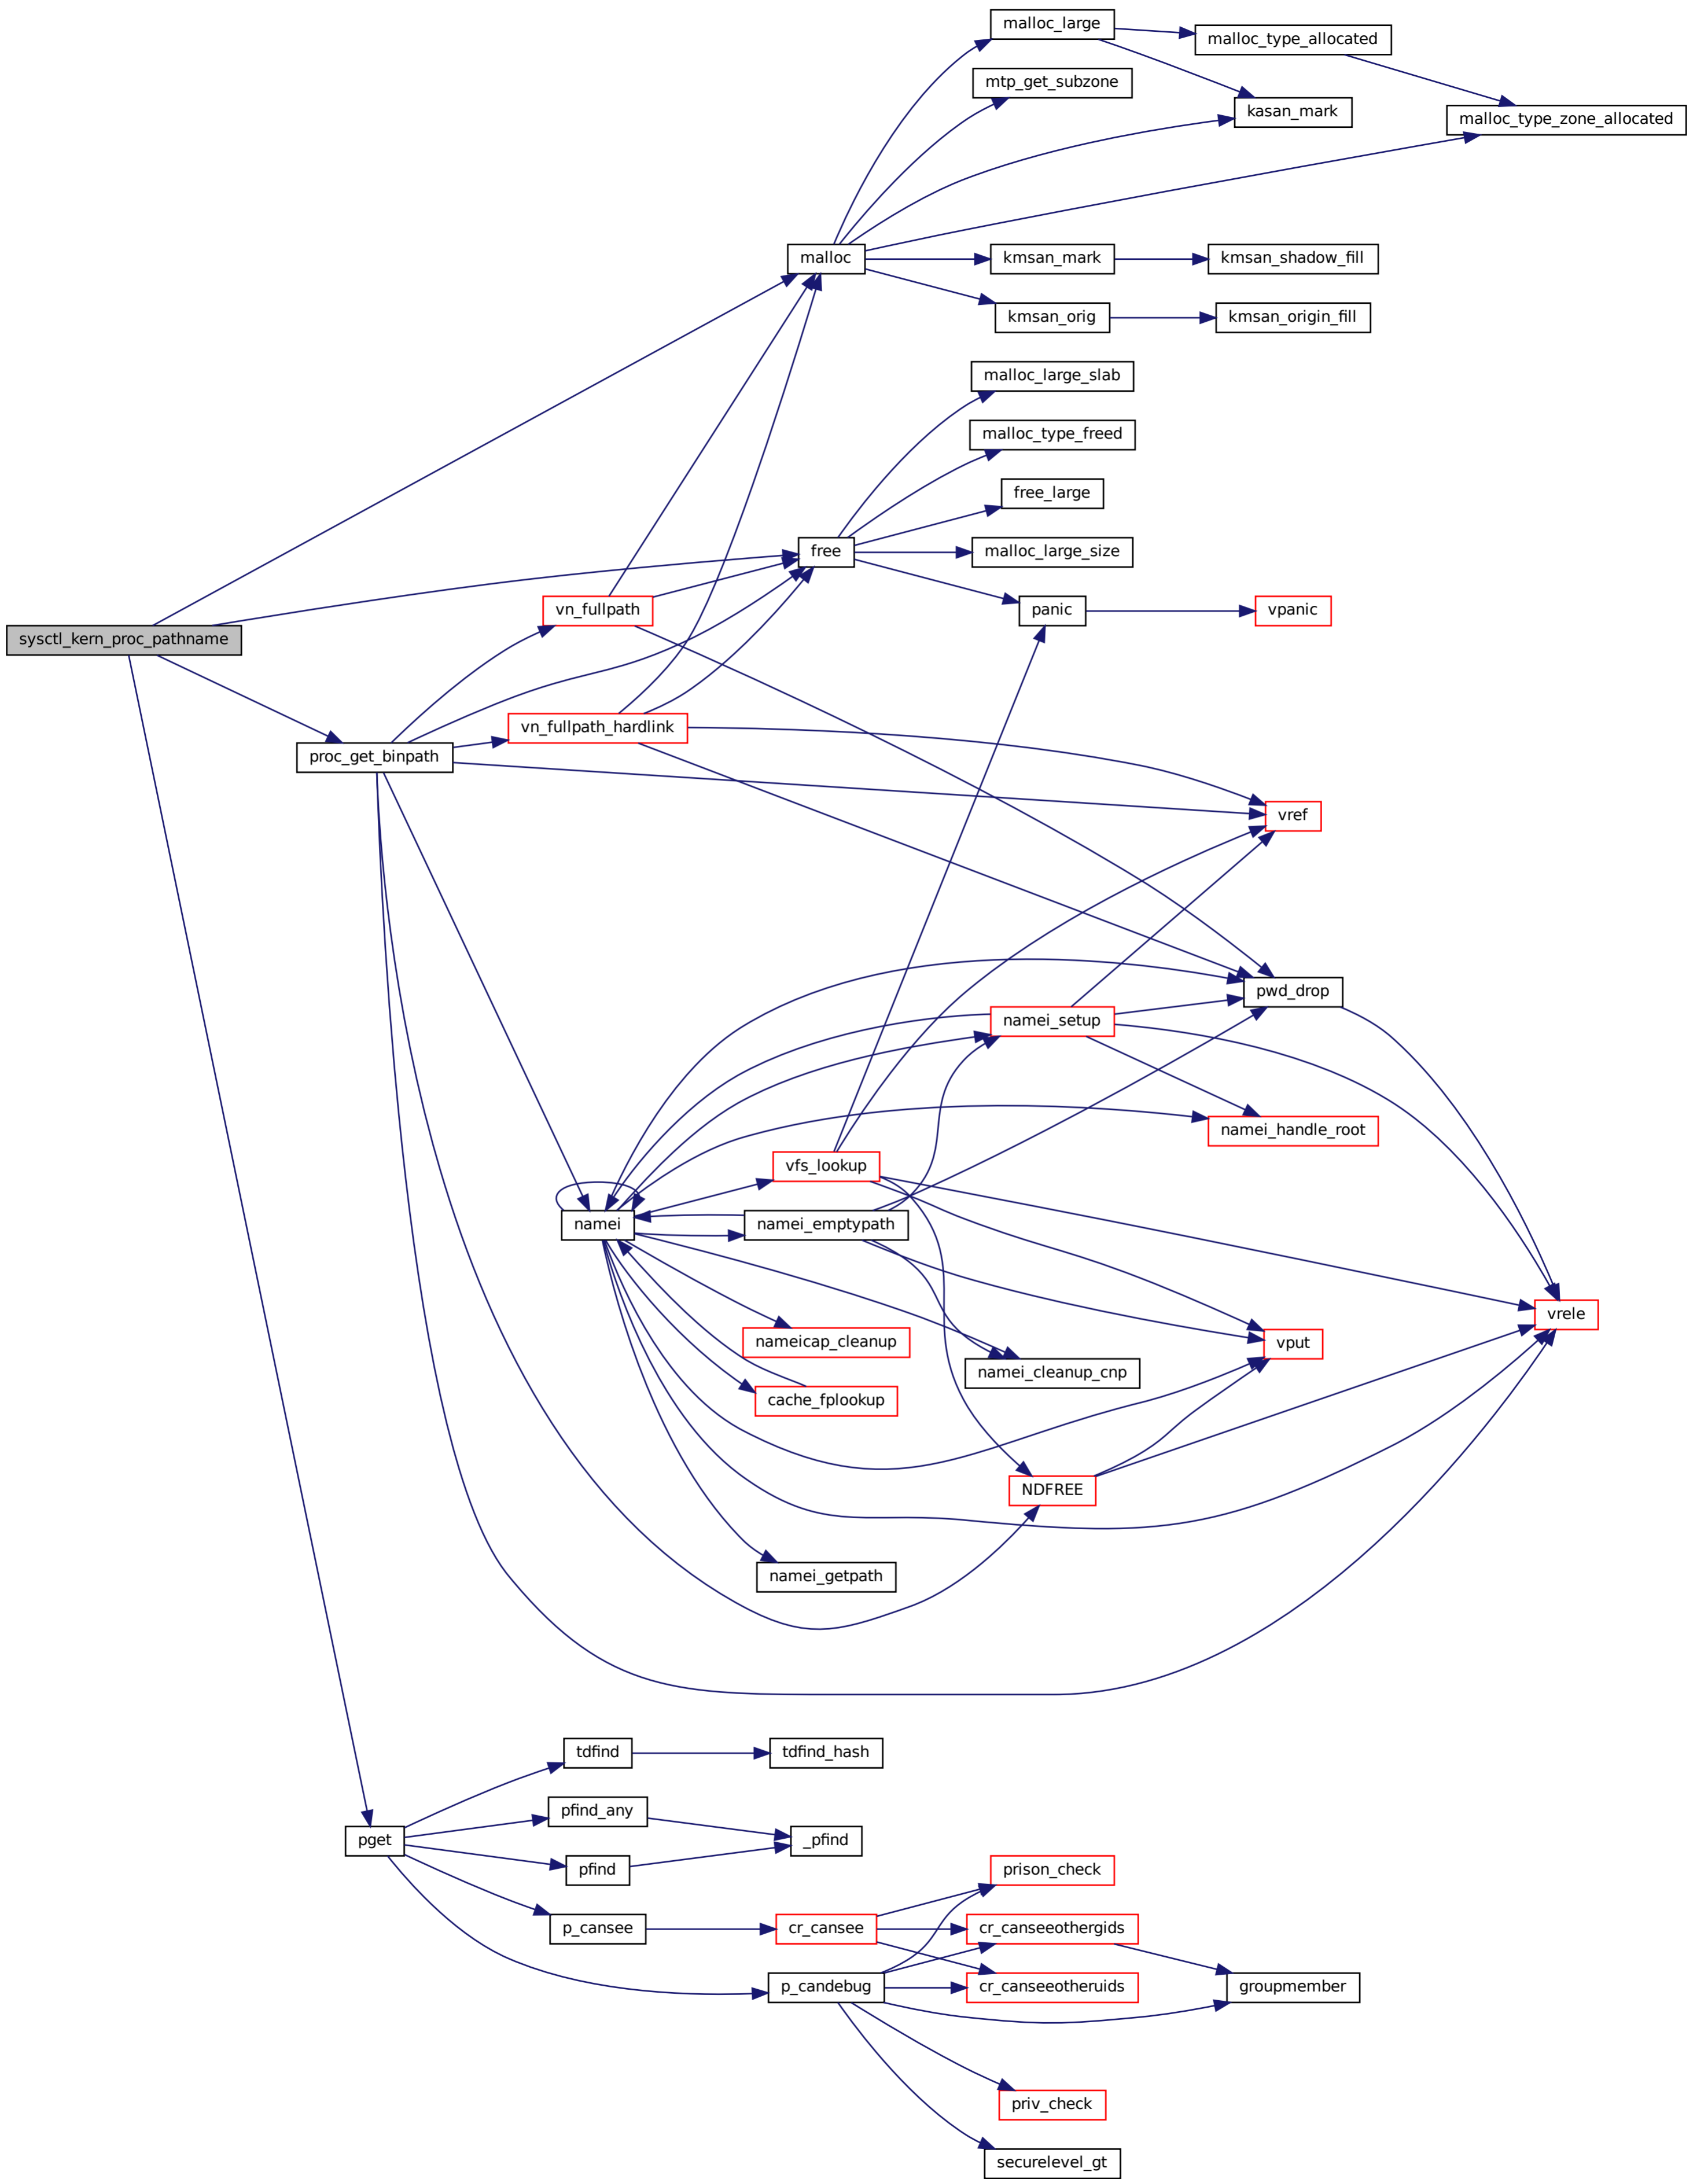 malloc_large
malloc_type_allocated
mtp_get_subzone
kasan_mark
malloc_type_zone_allocated
malloc
kmsan_mark
kmsan_shadow_fill
kmsan_orig
kmsan_origin_fill
malloc_large_slab
malloc_type_freed
free_large
free
malloc_large_size
vn_fullpath
panic
vpanic
sysctl_kern_proc_pathname
vn_fullpath_hardlink
proc_get_binpath
vref
pwd_drop
namei_setup
namei_handle_root
vfs_lookup
namei
namei_emptypath
vrele
nameicap_cleanup
vput
namei_cleanup_cnp
cache_fplookup
NDFREE
namei_getpath
tdfind
tdfind_hash
pfind_any
pget
_pfind
pfind
prison_check
p_cansee
cr_cansee
cr_canseeothergids
p_candebug
cr_canseeotheruids
groupmember
priv_check
securelevel_gt